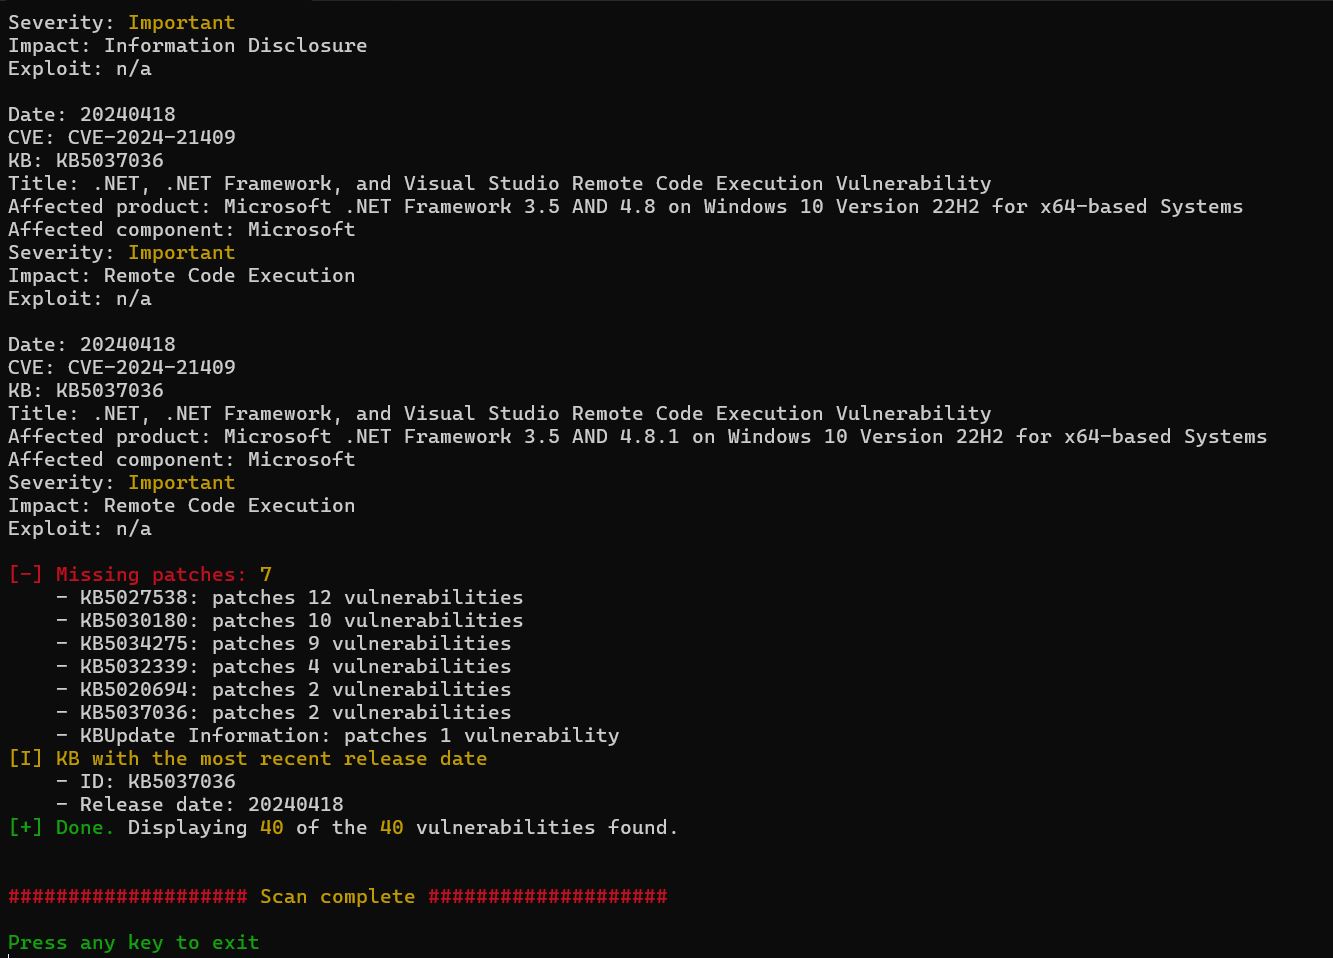 Severity: Important
Impact: Information Disclosure
Exploit: n/a
Date: 20240418
CVE: CVE-2024-21409
KB: KB5037036
Title: .NET, .NET Framework, and Visual Studio Remote Code Execution Vulnerability
Affected product: Microsoft .NET Framework 3.5 AND 4.8 on Windows 10 Version 22H2 for x64-based Systems
Affected component: Microsoft
Severity: Important
Impact: Remote Code Execution
Exploit: n/a
Date: 20240418
CVE: CVE-2024-21409
KB: KB5037036
Title: .NET, .NET Framework, and Visual Studio Remote Code Execution Vulnerability
Affected product: Microsoft .NET Framework 3.5 AND 4.8.1 on Windows 10 Version 22H2 for x64-based Systems
Affected component: Microsoft
Severity: Important
Impact: Remote Code Execution
Exploit: n/a
[-] Missing patches: 7
- KB5027538: patches 12 vulnerabilities
- KB5030180: patches 10 vulnerabilities
- KB5034275: patches 9 vulnerabilities
- KB5032339: patches 4 vulnerabilities
- KB5020694: patches 2 vulnerabilities
- KB5037036: patches 2 vulnerabilities
- KBUpdate Information: patches 1 vulnerability
[I] KB with the most recent release date
- ID: KB5037036
- Release date: 20240418
[+] Done. Displaying 40 of the 40 vulnerabilities found.
#################### Scan complete ####################
Press any key to exit